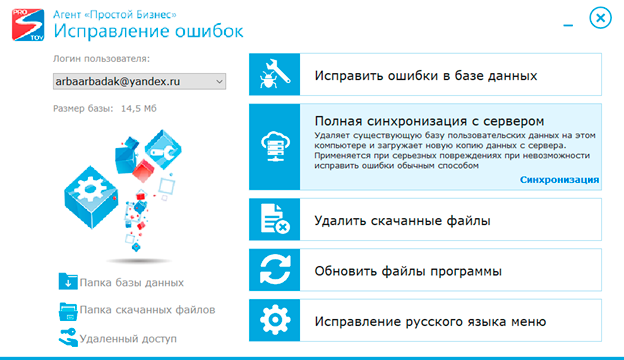 PRO
STOY
Агент «Простой Бизнес»
Исправление ошибок
Логин пользователя:
arbaarbadak@yandex.ru
Размер базы: 14,5 Мб
Папка базы данных
Папка скачанных файлов
Удаленный доступ
Исправить ошибки в базе данных
Полная синхронизация с сервером
Удаляет существующую базу пользовательских данных на этом
компьютере и загружает новую копию данных с сервера.
Применяется при серьезных повреждениях при невозможности
исправить ошибки обычным способом
Синхронизация
Удалить скачанные файлы
Обновить файлы программы
Исправление русского языка меню